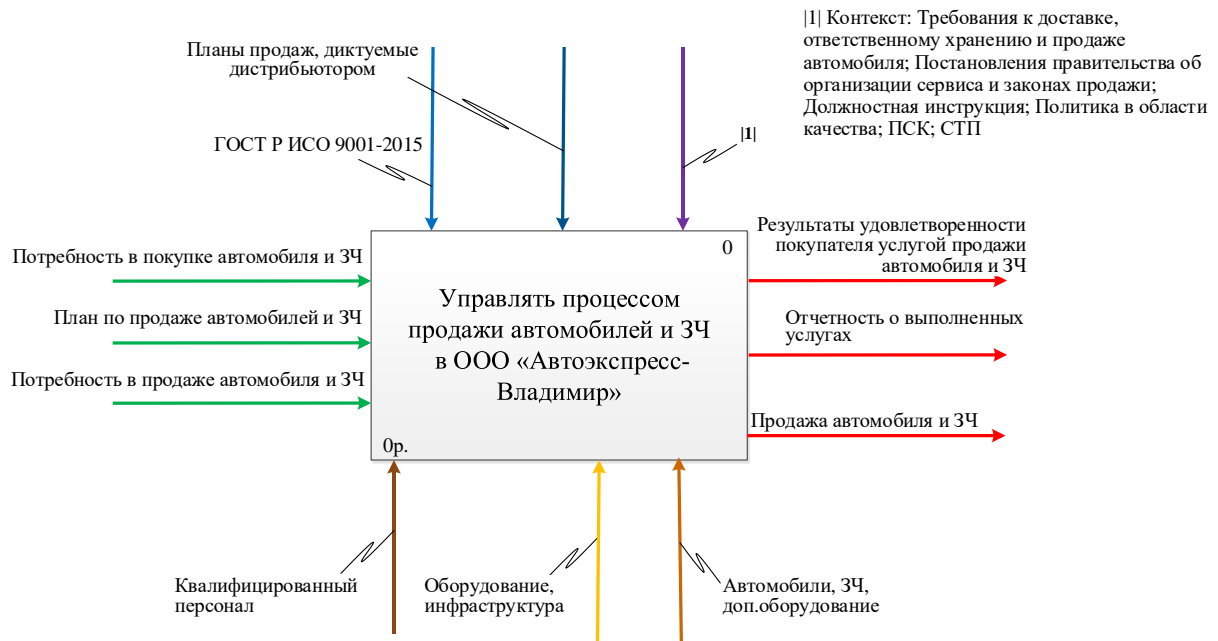 |1| Контекст: Требования к доставке,
ответственному хранению и продаже
автомобиля; Постановления правительства об
организации сервиса и законах продажи;
Должностная инструкция; Политика в области
качества; ПСК; СТП
Планы продаж, диктуемые
дистрибьютором
ГОСТ Р ИСО 9001-2015
|1|
Потребность в покупке автомобиля и ЗЧ
План по продаже автомобилей и ЗЧ
Потребность в продаже автомобиля и ЗЧ
0
Управлять процессом
продажи автомобилей и ЗЧ
в ООО «Автоэкспресс-
Владимир»
0р.
Результаты удовлетворенности
покупателя услугой продажи
автомобиля и ЗЧ
Отчетность о выполненных
услугах
Продажа автомобиля и ЗЧ
Квалифицированный
персонал
Оборудование,
инфраструктура
Автомобили, ЗЧ,
доп.оборудование